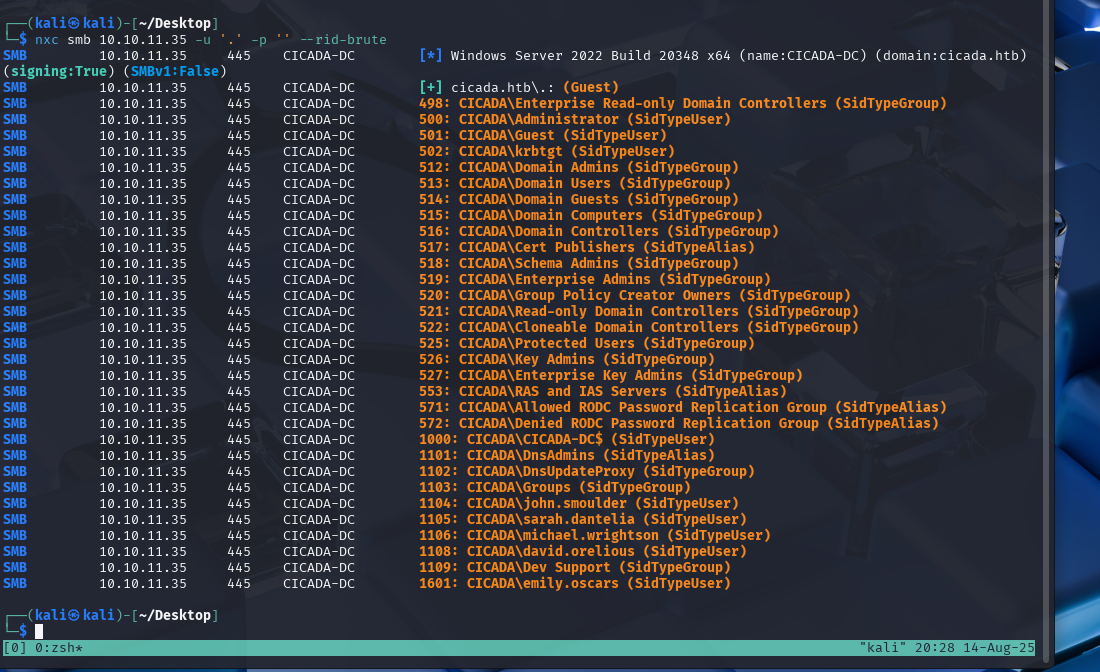 ┌──(kali㉿kali)-[~/Desktop]
└─$ nxc smb 10.10.11.35 -u '.' -p '' --rid-brute
SMB 10.10.11.35 445 CICADA-DC [*] Windows Server 2022 Build 20348 x64 (name:CICADA-DC) (domain:cicada.htb)
(signing:True) (SMBv1:False)
SMB 10.10.11.35 445 CICADA-DC [+] cicada.htb\.: (Guest)
SMB 10.10.11.35 445 CICADA-DC 498: CICADA\Enterprise Read-only Domain Controllers (SidTypeGroup)
SMB 10.10.11.35 445 CICADA-DC 500: CICADA\Administrator (SidTypeUser)
SMB 10.10.11.35 445 CICADA-DC 501: CICADA\Guest (SidTypeUser)
SMB 10.10.11.35 445 CICADA-DC 502: CICADA\krbtgt (SidTypeUser)
SMB 10.10.11.35 445 CICADA-DC 512: CICADA\Domain Admins (SidTypeGroup)
SMB 10.10.11.35 445 CICADA-DC 513: CICADA\Domain Users (SidTypeGroup)
SMB 10.10.11.35 445 CICADA-DC 514: CICADA\Domain Guests (SidTypeGroup)
SMB 10.10.11.35 445 CICADA-DC 515: CICADA\Domain Computers (SidTypeGroup)
SMB 10.10.11.35 445 CICADA-DC 516: CICADA\Domain Controllers (SidTypeGroup)
SMB 10.10.11.35 445 CICADA-DC 517: CICADA\Cert Publishers (SidTypeAlias)
SMB 10.10.11.35 445 CICADA-DC 518: CICADA\Schema Admins (SidTypeGroup)
SMB 10.10.11.35 445 CICADA-DC 519: CICADA\Enterprise Admins (SidTypeGroup)
SMB 10.10.11.35 445 CICADA-DC 520: CICADA\Group Policy Creator Owners (SidTypeGroup)
SMB 10.10.11.35 445 CICADA-DC 521: CICADA\Read-only Domain Controllers (SidTypeGroup)
SMB 10.10.11.35 445 CICADA-DC 522: CICADA\Cloneable Domain Controllers (SidTypeGroup)
SMB 10.10.11.35 445 CICADA-DC 525: CICADA\Protected Users (SidTypeGroup)
SMB 10.10.11.35 445 CICADA-DC 526: CICADA\Key Admins (SidTypeGroup)
SMB 10.10.11.35 445 CICADA-DC 527: CICADA\Enterprise Key Admins (SidTypeGroup)
SMB 10.10.11.35 445 CICADA-DC 553: CICADA\RAS and IAS Servers (SidTypeAlias)
SMB 10.10.11.35 445 CICADA-DC 571: CICADA\Allowed RODC Password Replication Group (SidTypeAlias)
SMB 10.10.11.35 445 CICADA-DC 572: CICADA\Denied RODC Password Replication Group (SidTypeAlias)
SMB 10.10.11.35 445 CICADA-DC 1000: CICADA\CICADA-DC$ (SidTypeUser)
SMB 10.10.11.35 445 CICADA-DC 1101: CICADA\DnsAdmins (SidTypeAlias)
SMB 10.10.11.35 445 CICADA-DC 1102: CICADA\DnsUpdateProxy (SidTypeGroup)
SMB 10.10.11.35 445 CICADA-DC 1103: CICADA\Groups (SidTypeGroup)
SMB 10.10.11.35 445 CICADA-DC 1104: CICADA\john.smoulder (SidTypeUser)
SMB 10.10.11.35 445 CICADA-DC 1105: CICADA\sarah.dantelia (SidTypeUser)
SMB 10.10.11.35 445 CICADA-DC 1106: CICADA\michael.wrightson (SidTypeUser)
SMB 10.10.11.35 445 CICADA-DC 1108: CICADA\david.orelious (SidTypeUser)
SMB 10.10.11.35 445 CICADA-DC 1109: CICADA\Dev Support (SidTypeGroup)
SMB 10.10.11.35 445 CICADA-DC 1601: CICADA\emily.oscars (SidTypeUser)
┌──(kali㉿kali)-[~/Desktop]
└─$
[0] 0:zsh* "kali" 20:28 14-Aug-25